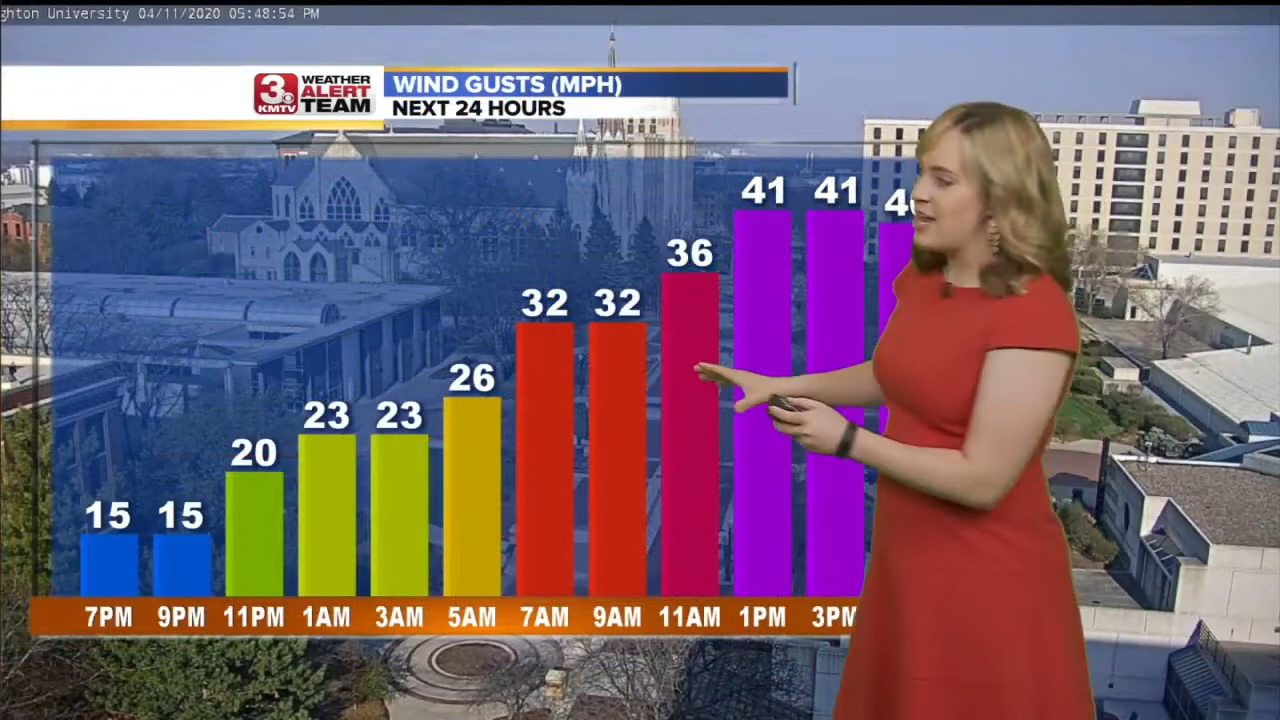 ghton University 04/11/2020 05:48:54 PM
3 KMTV WEATHER ALERT TEAM
WIND GUSTS (MPH)
NEXT 24 HOURS
15 15 20 23 23 26 32 32 36 41 41
7PM 9PM 11PM 1AM 3AM 5AM 7AM 9AM 11AM 1PM 3PM